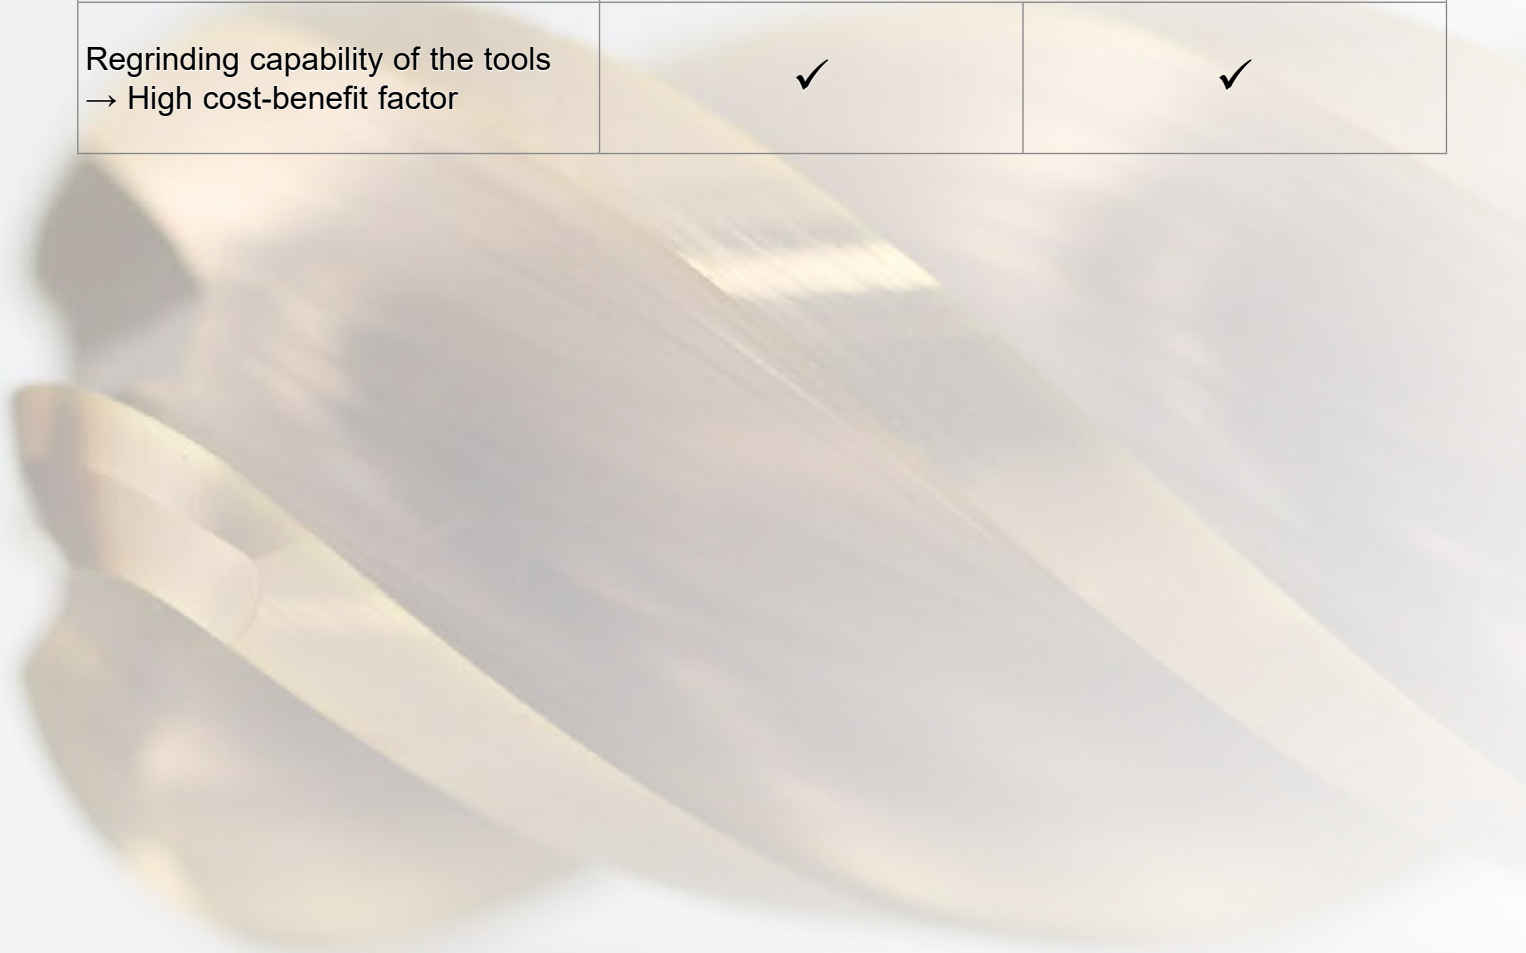 Regrinding capability of the tools ✓ ✓
→ High cost-benefit factor